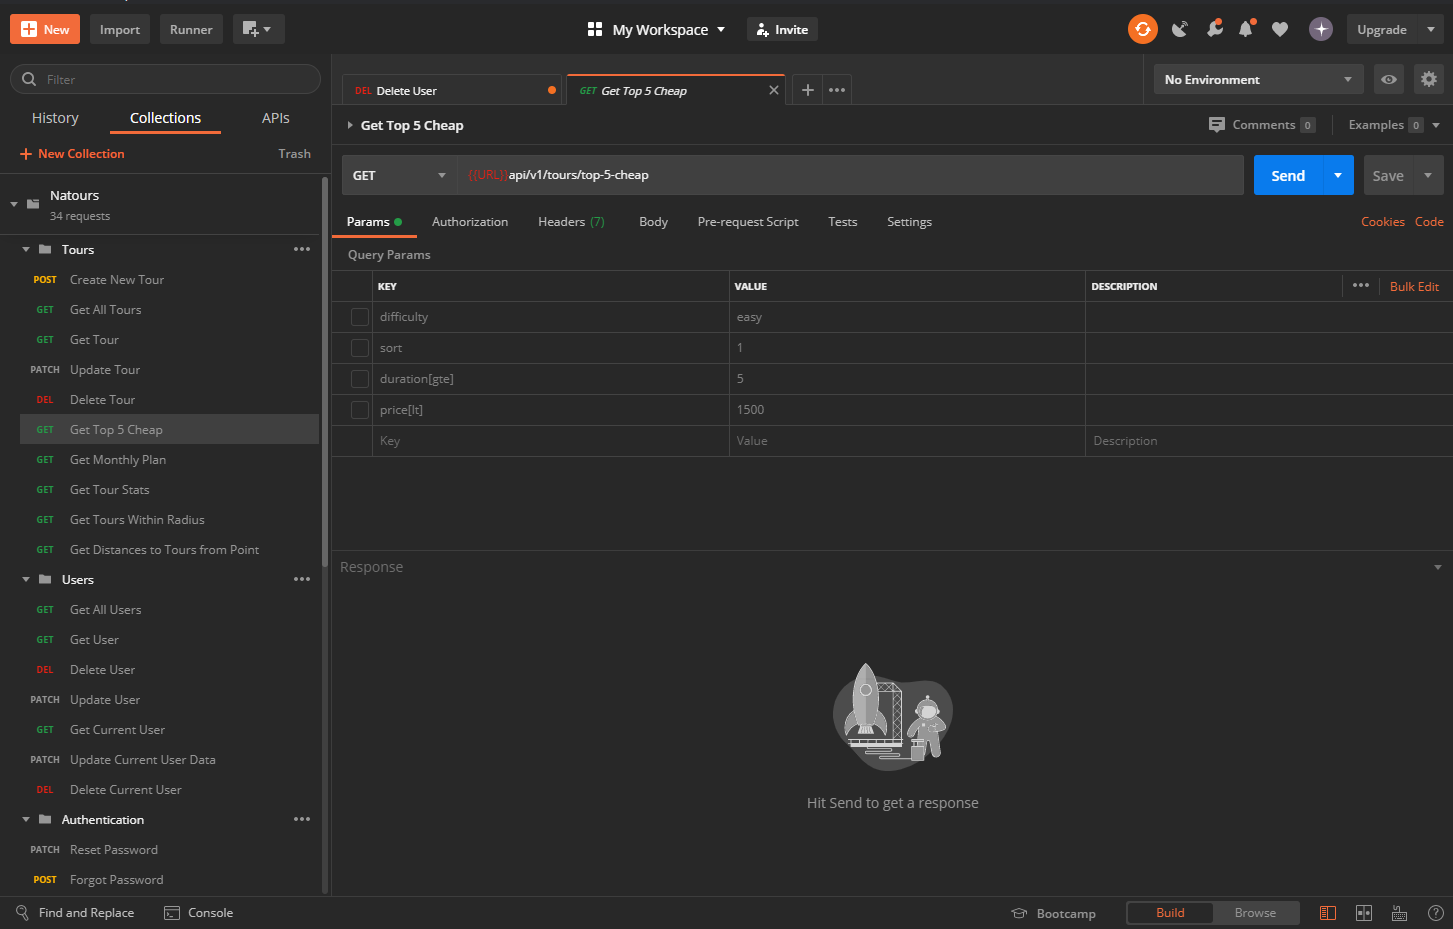 New
Import
Runner
My Workspace
Invite
Upgrade
Filter
History
Collections
APIs
New Collection
Trash
Natours
34 requests
Tours
POST Create New Tour
GET Get All Tours
GET Get Tour
PATCH Update Tour
DEL Delete Tour
GET Get Top 5 Cheap
GET Get Monthly Plan
GET Get Tour Stats
GET Get Tours Within Radius
GET Get Distances to Tours from Point
Users
GET Get All Users
GET Get User
DEL Delete User
PATCH Update User
GET Get Current User
PATCH Update Current User Data
DEL Delete Current User
Authentication
PATCH Reset Password
POST Forgot Password
DEL Delete User
GET Get Top 5 Cheap
No Environment
Get Top 5 Cheap
Comments 0
Examples 0
GET
{{URL}}api/v1/tours/top-5-cheap
Send
Save
Params
Authorization
Headers (7)
Body
Pre-request Script
Tests
Settings
Cookies
Code
Query Params
KEY VALUE DESCRIPTION
Bulk Edit
difficulty easy
sort 1
duration[gte] 5
price[lt] 1500
Key Value Description
Response
Hit Send to get a response
Find and Replace
Console
Bootcamp
Build
Browse